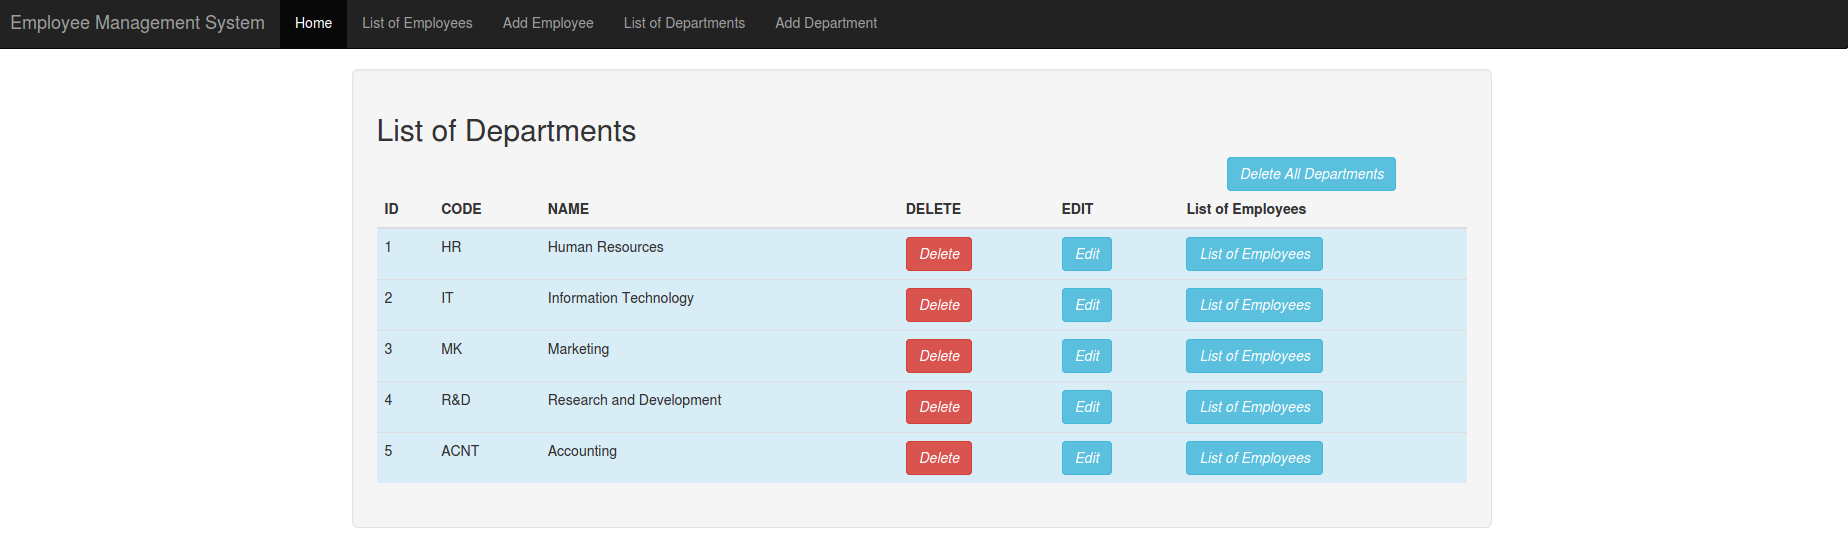 Employee Management System Home List of Employees Add Employee List of Departments Add Department
List of Departments
Delete All Departments
ID CODE NAME DELETE EDIT List of Employees
1 HR Human Resources Delete Edit List of Employees
2 IT Information Technology Delete Edit List of Employees
3 MK Marketing Delete Edit List of Employees
4 R&D Research and Development Delete Edit List of Employees
5 ACNT Accounting Delete Edit List of Employees